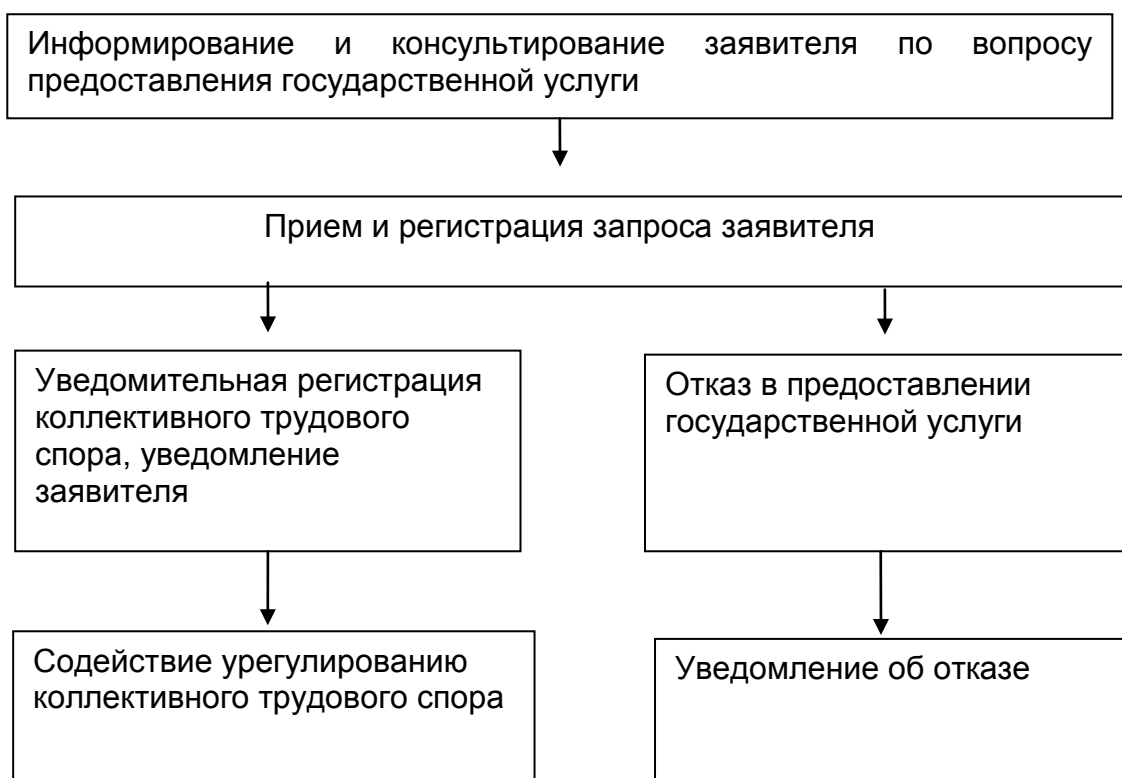 Информирование и консультирование заявителя по вопросу
предоставления государственной услуги
Прием и регистрация запроса заявителя
Уведомительная регистрация
коллективного трудового
спора, уведомление
заявителя
Отказ в предоставлении
государственной услуги
Содействие урегулированию
коллективного трудового спора
Уведомление об отказе